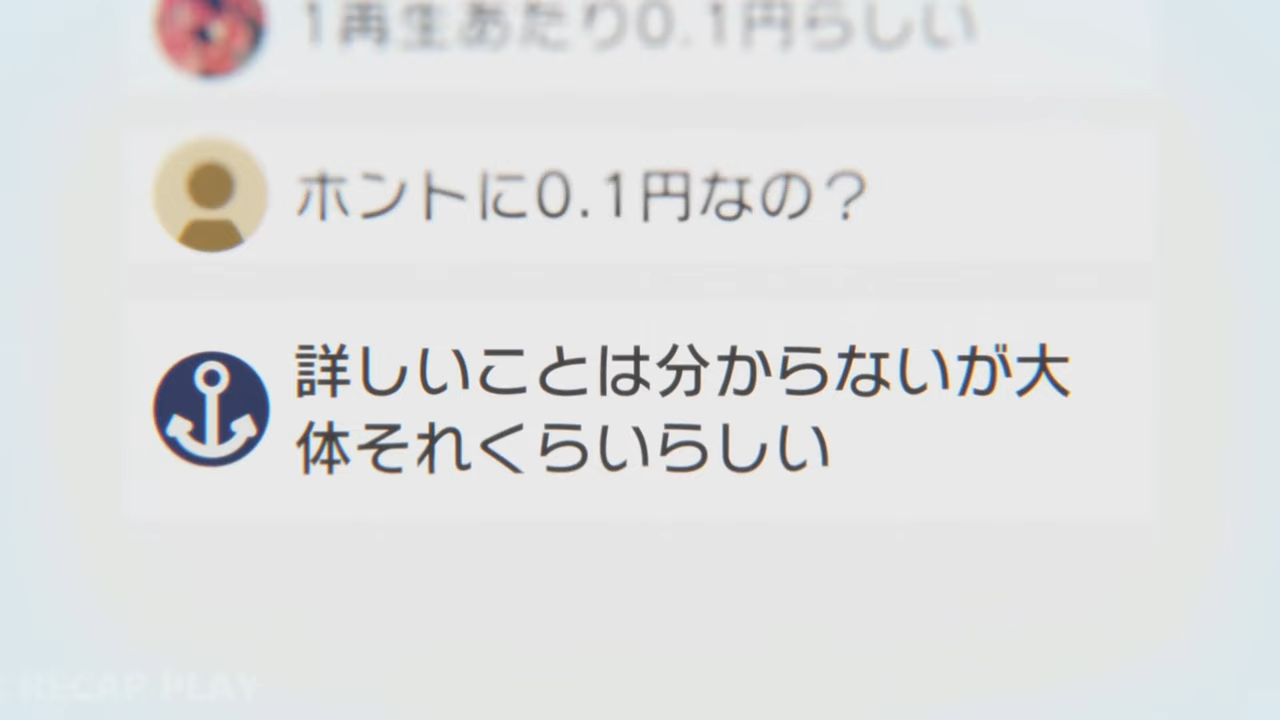 1再生あたり0.1円らしい
ホントに0.1円なの?
詳しいことは分からないが大
体それくらいらしい
RECAP PLAY